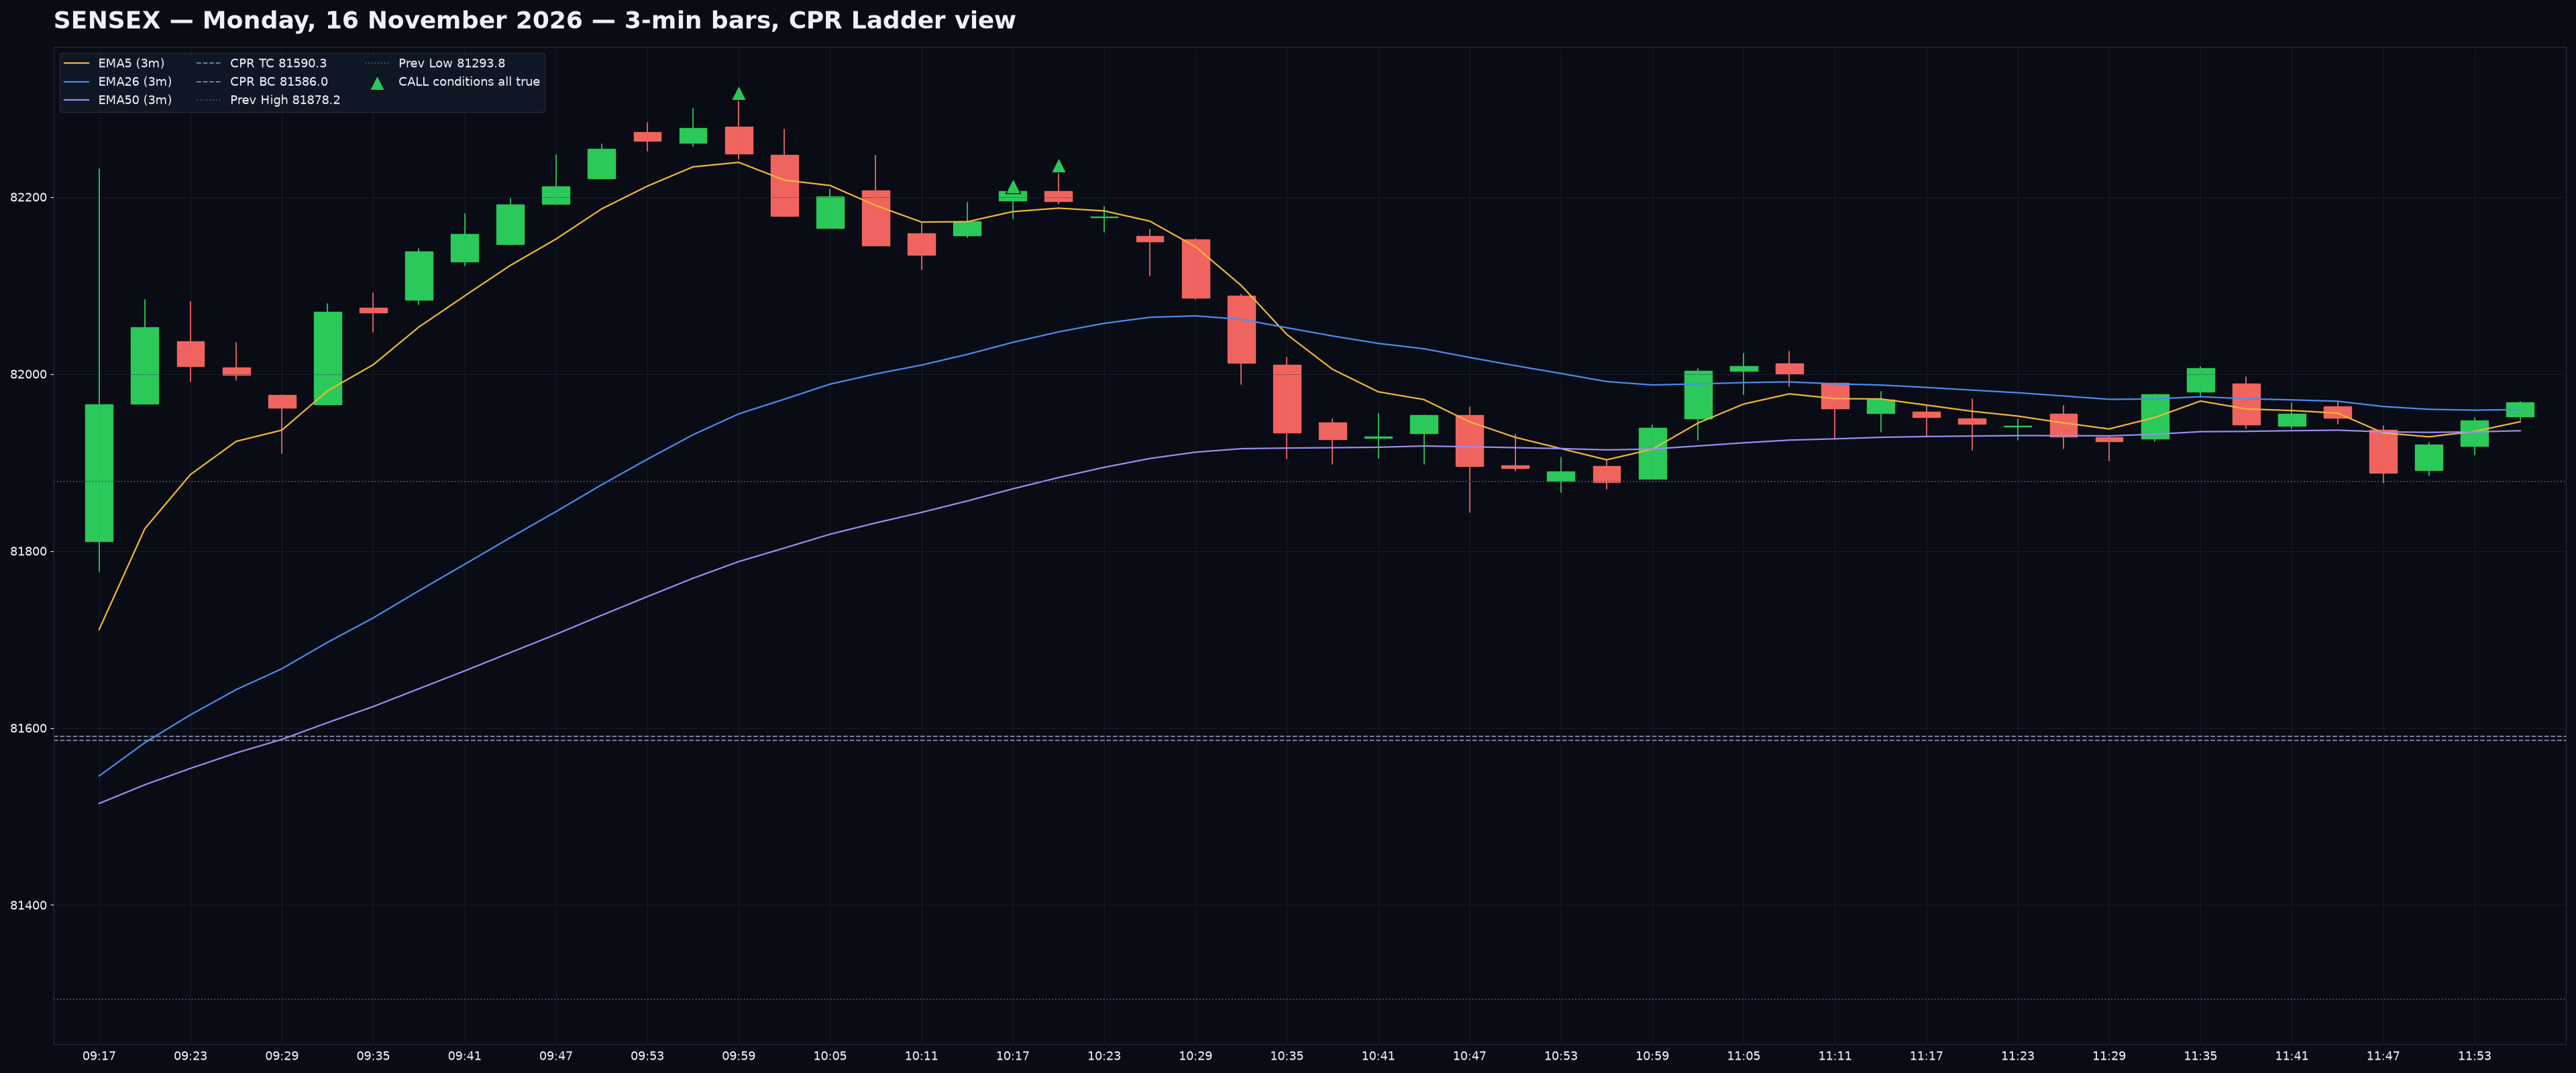 SENSEX — Monday, 16 November 2026 — 3-min bars, CPR Ladder view
EMA5 (3m)
EMA26 (3m)
EMA50 (3m)
CPR TC 81590.3
CPR BC 81586.0
Prev High 81878.2
Prev Low 81293.8
CALL conditions all true
82200
82000
81800
81600
81400
09:17 09:23 09:29 09:35 09:41 09:47 09:53 09:59 10:05 10:11 10:17 10:23 10:29 10:35 10:41 10:47 10:53 10:59 11:05 11:11 11:17 11:23 11:29 11:35 11:41 11:47 11:53